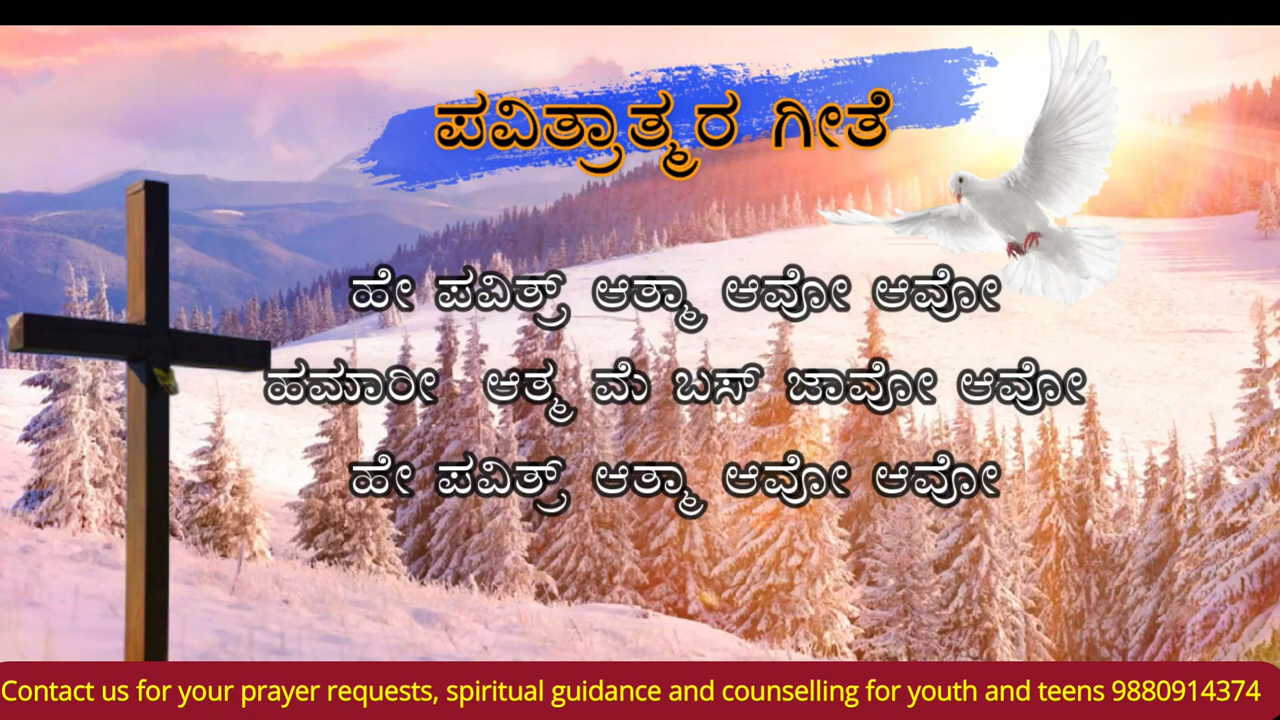 ಪವಿತ್ರಾತ್ಮರ ಗೀತೆ
ಹೇ ಪವಿತ್ರ್ ಆತ್ಮಾ ಆವೋ ಆವೋ
ಹಮಾರೀ ಆತ್ಮ ಮೆ ಬಸ್ ಜಾವೋ ಆವೋ
ಹೇ ಪವಿತ್ರ್ ಆತ್ಮಾ ಆವೋ ಆವೋ
Contact us for your prayer requests, spiritual guidance and counselling for youth and teens 9880914374